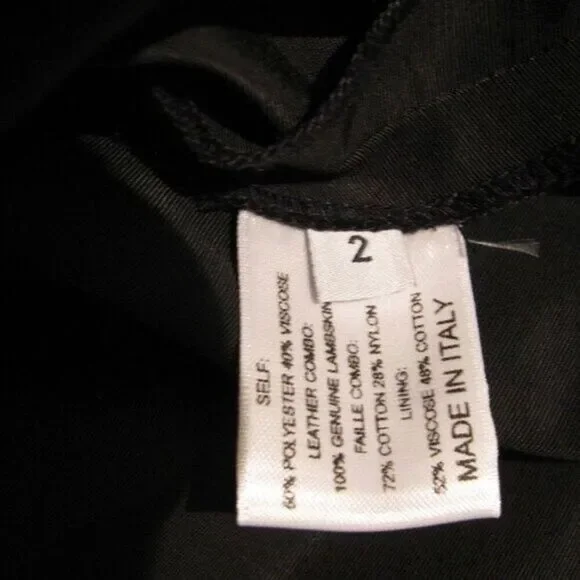 2
SELF:
60% POLYESTER 40% VISCOSE
LEATHER COMBO:
100% GENUINE LAMBSKIN
FAILLE COMBO:
72% COTTON 28% NYLON
LINING:
52% VISCOSE 48% COTTON
MADE IN ITALY